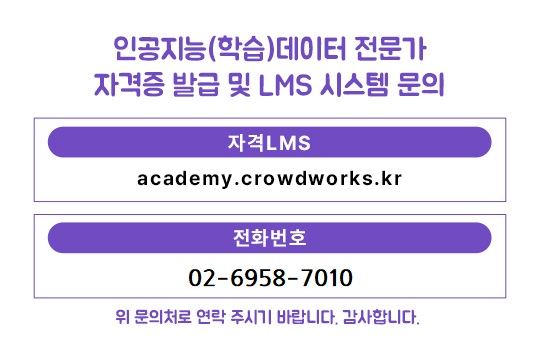 인공지능(학습)데이터 전문가
자격증 발급 및 LMS 시스템 문의
자격LMS
academy.crowdworks.kr
전화번호
02-6958-7010
위 문의처로 연락 주시기 바랍니다. 감사합니다.